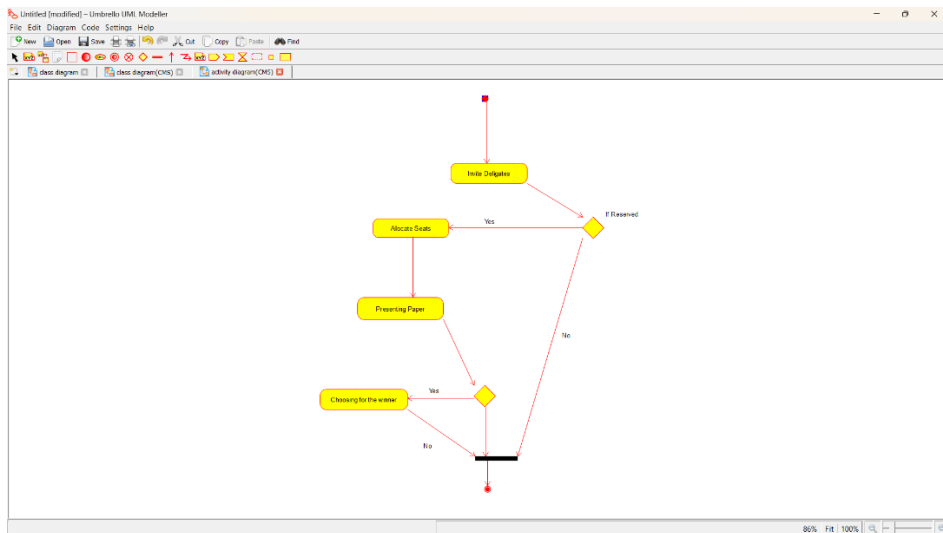 Untitled [modified] – Umbrello UML Modeller
File Edit Diagram Code Settings Help
New Open Save Cut Copy Paste Find
class diagram class diagram(CMS) activity diagram(CMS)
Invite Deligates
If Reserved
Yes
Allocate Seats
Presenting Paper
No
Yes
Choosing for the winner
No
86% Fit 100%